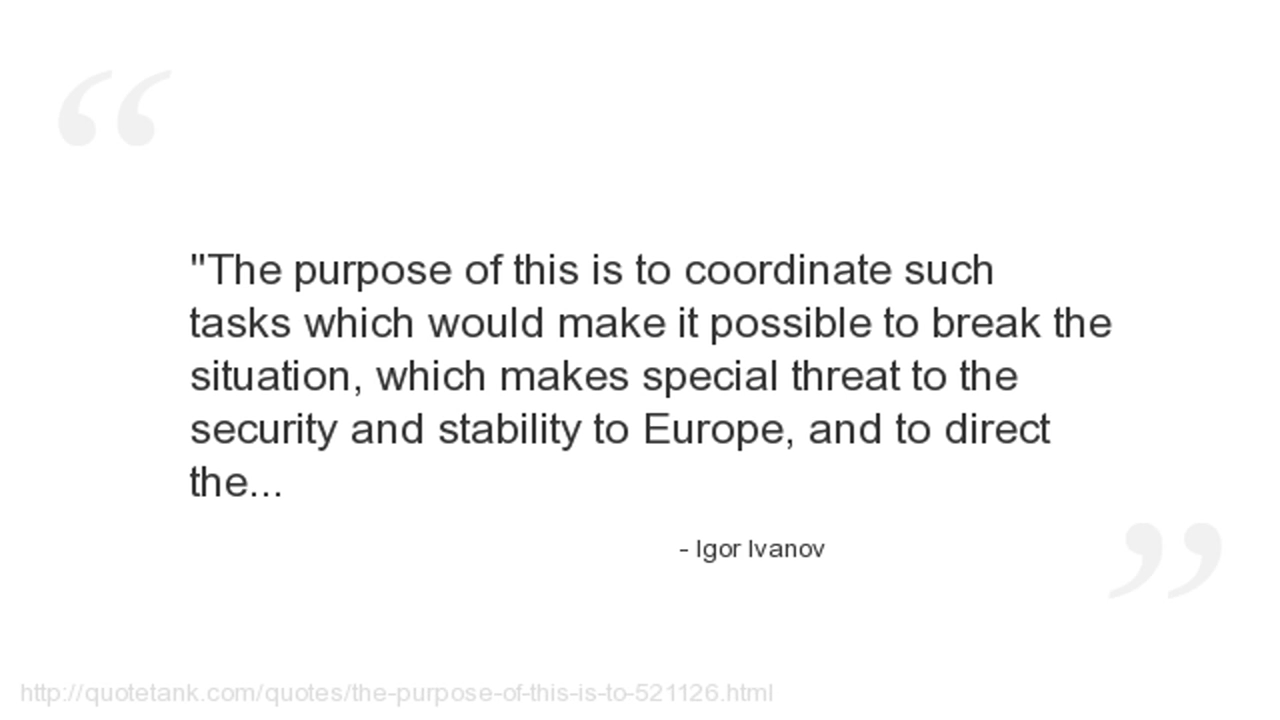 "The purpose of this is to coordinate such
tasks which would make it possible to break the
situation, which makes special threat to the
security and stability to Europe, and to direct
the...
- Igor Ivanov
http://quotetank.com/quotes/the-purpose-of-this-is-to-521126.html